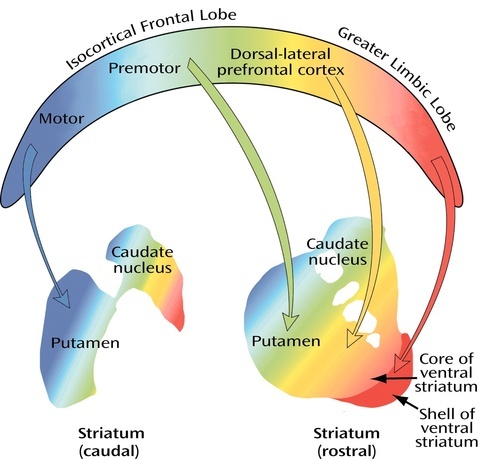 Isocortical Frontal Lobe
Greater Limbic Lobe
Dorsal-lateral
prefrontal cortex
Premotor
Motor
Caudate
nucleus
Putamen
Caudate
nucleus
Putamen
Core of
ventral
striatum
Shell of
ventral
striatum
Striatum
(caudal)
Striatum
(rostral)